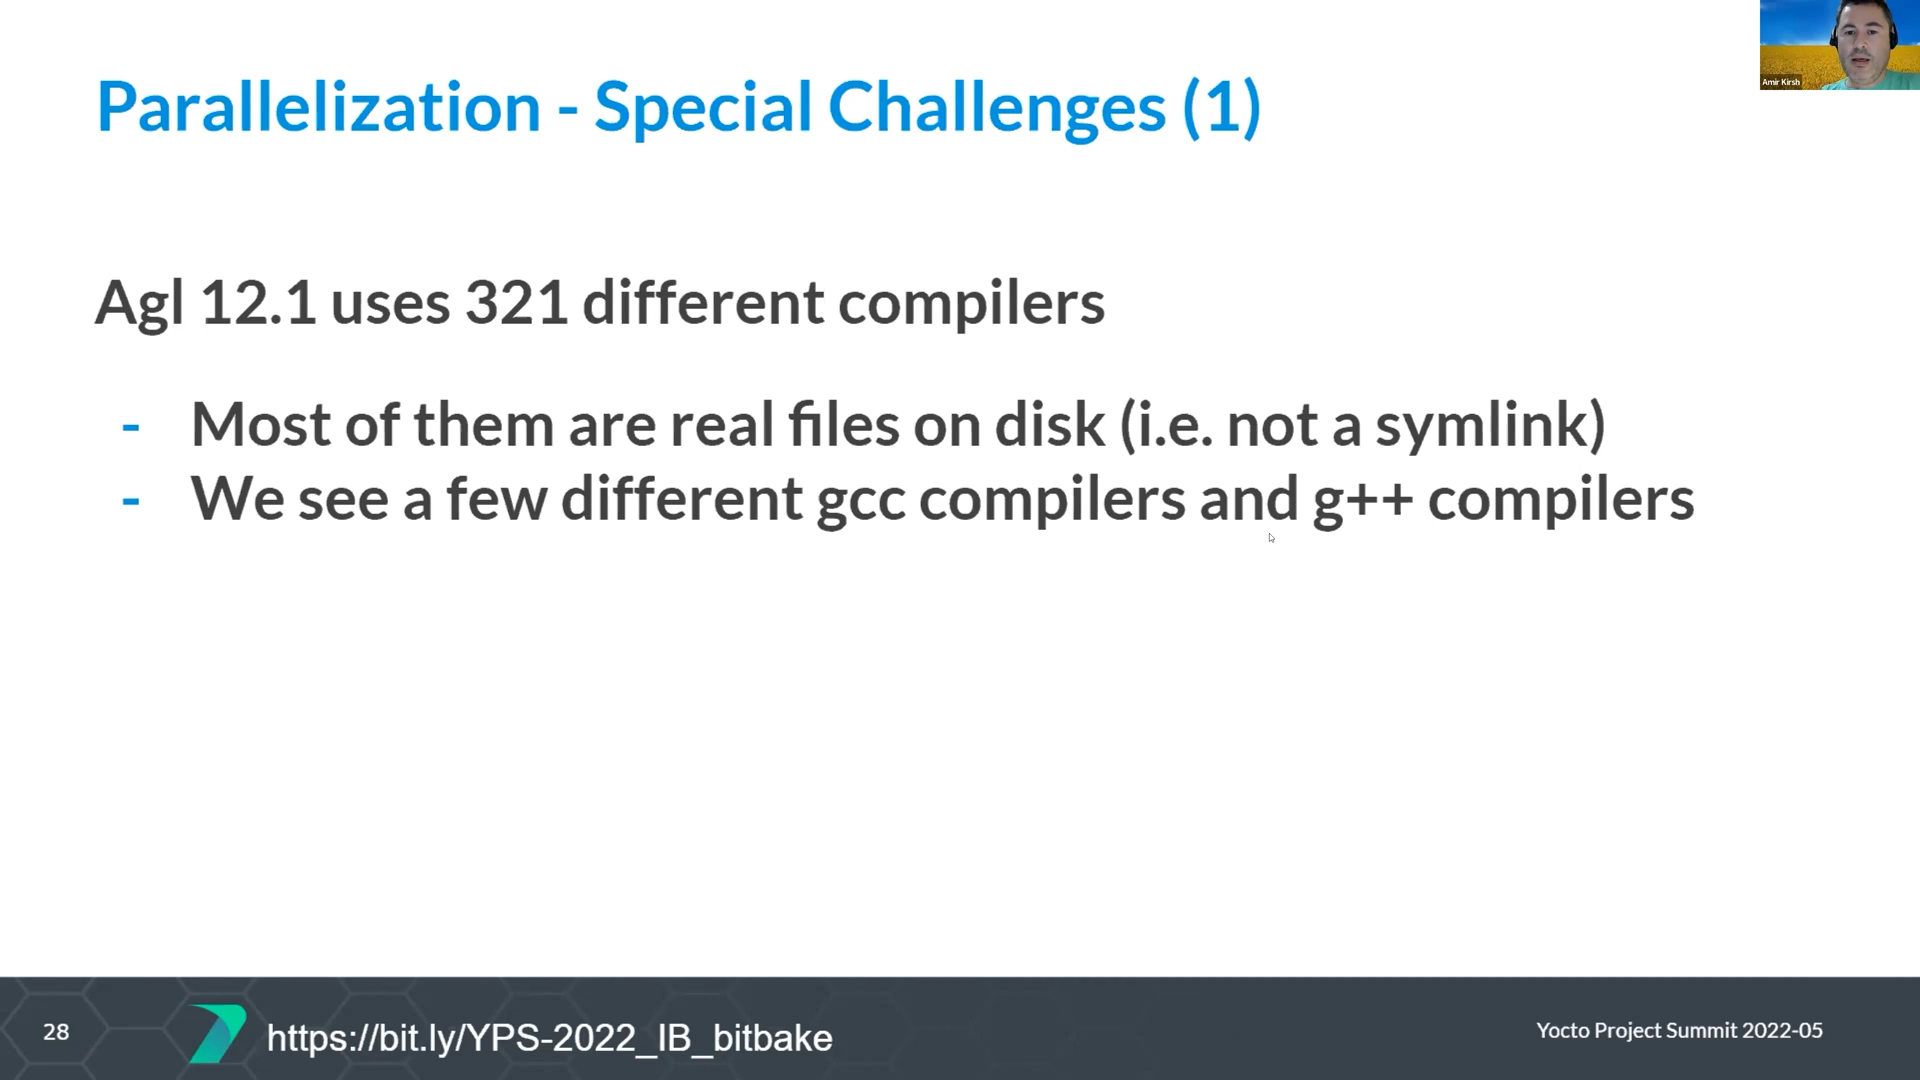 Amir Kirsh
Parallelization - Special Challenges (1)
Agl 12.1 uses 321 different compilers
- Most of them are real files on disk (i.e. not a symlink)
- We see a few different gcc compilers and g++ compilers
28
https://bit.ly/YPS-2022_IB_bitbake
Yocto Project Summit 2022-05